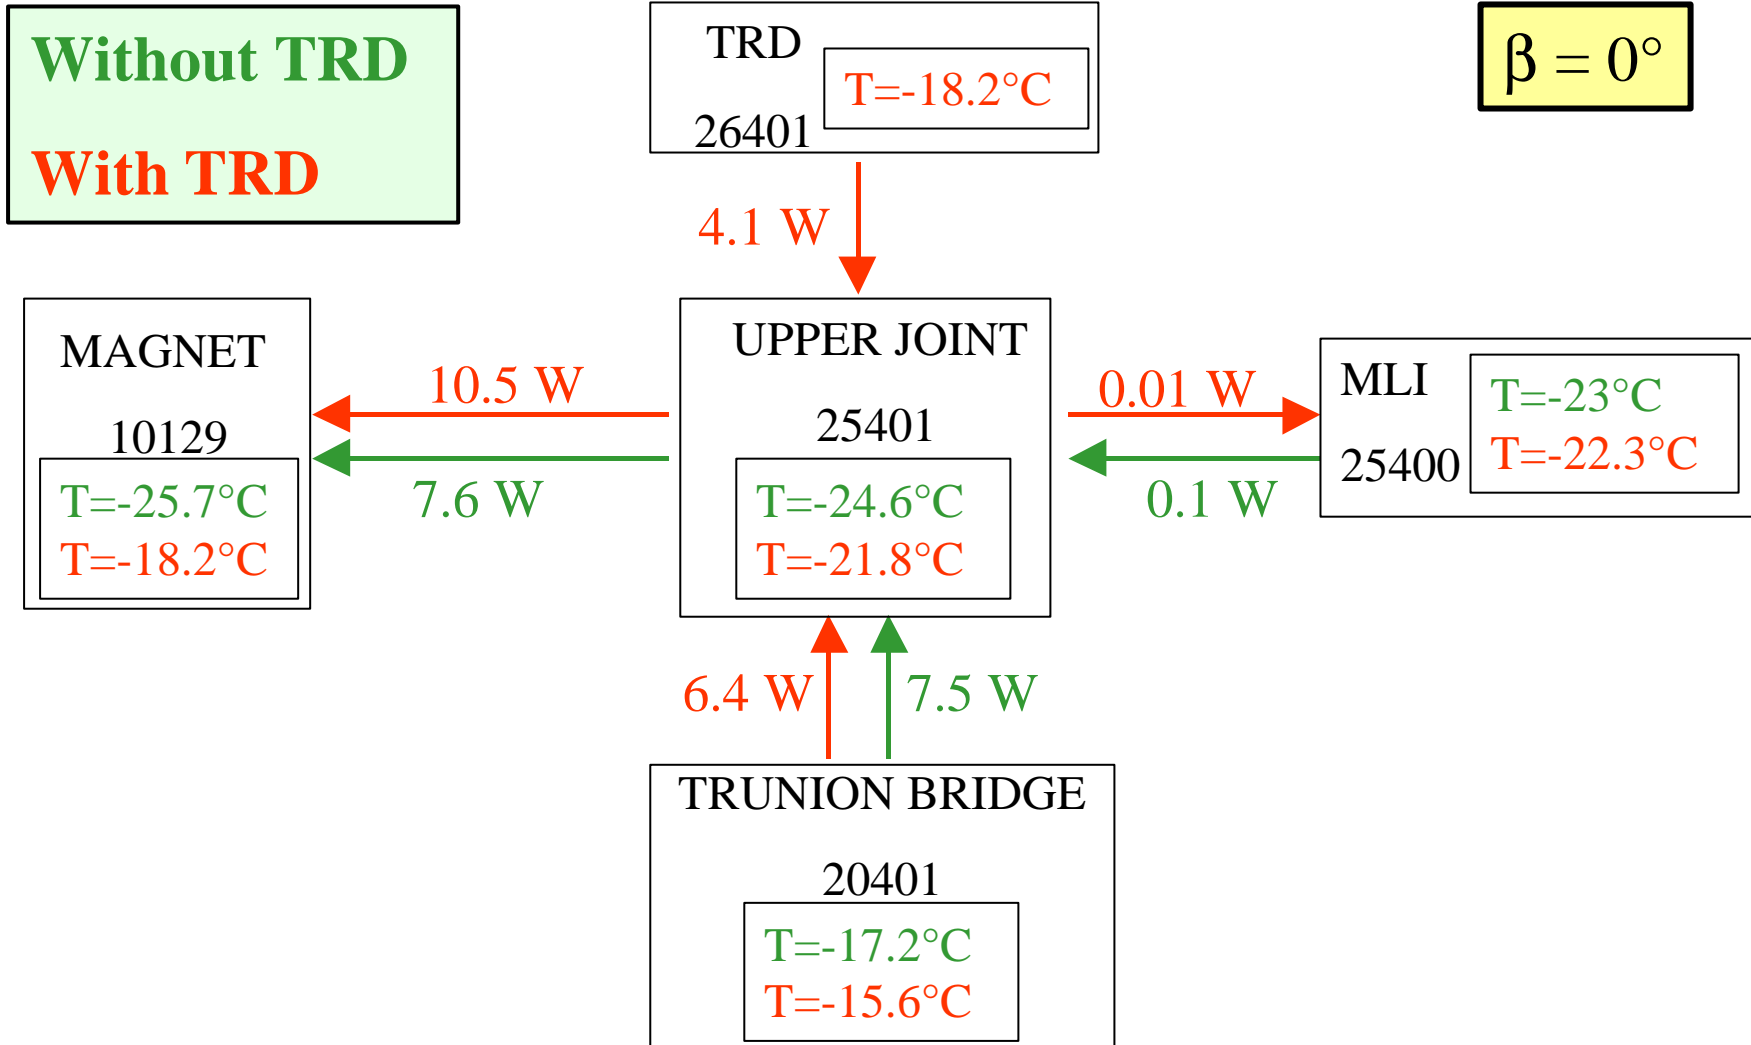 Without TRD
With TRD
TRD
T=-18.2°C
26401
β = 0°
4.1 W
MAGNET
10129
T=-25.7°C
T=-18.2°C
10.5 W
7.6 W
UPPER JOINT
25401
T=-24.6°C
T=-21.8°C
0.01 W
0.1 W
MLI
25400
T=-23°C
T=-22.3°C
6.4 W
7.5 W
TRUNION BRIDGE
20401
T=-17.2°C
T=-15.6°C